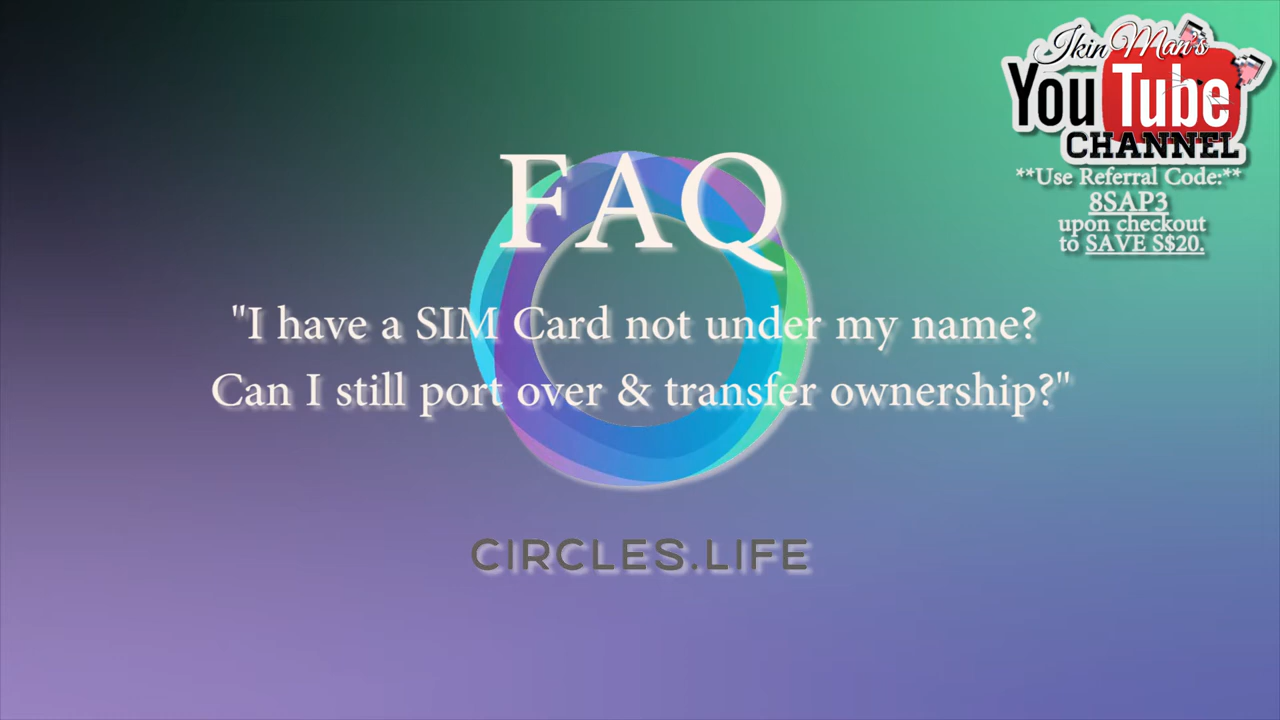 Ikin Man's
YouTube
CHANNEL
**Use Referral Code:**
8SAP3
upon checkout
to SAVE S$20.
FAQ
"I have a SIM Card not under my name?
Can I still port over & transfer ownership?"
CIRCLES.LIFE